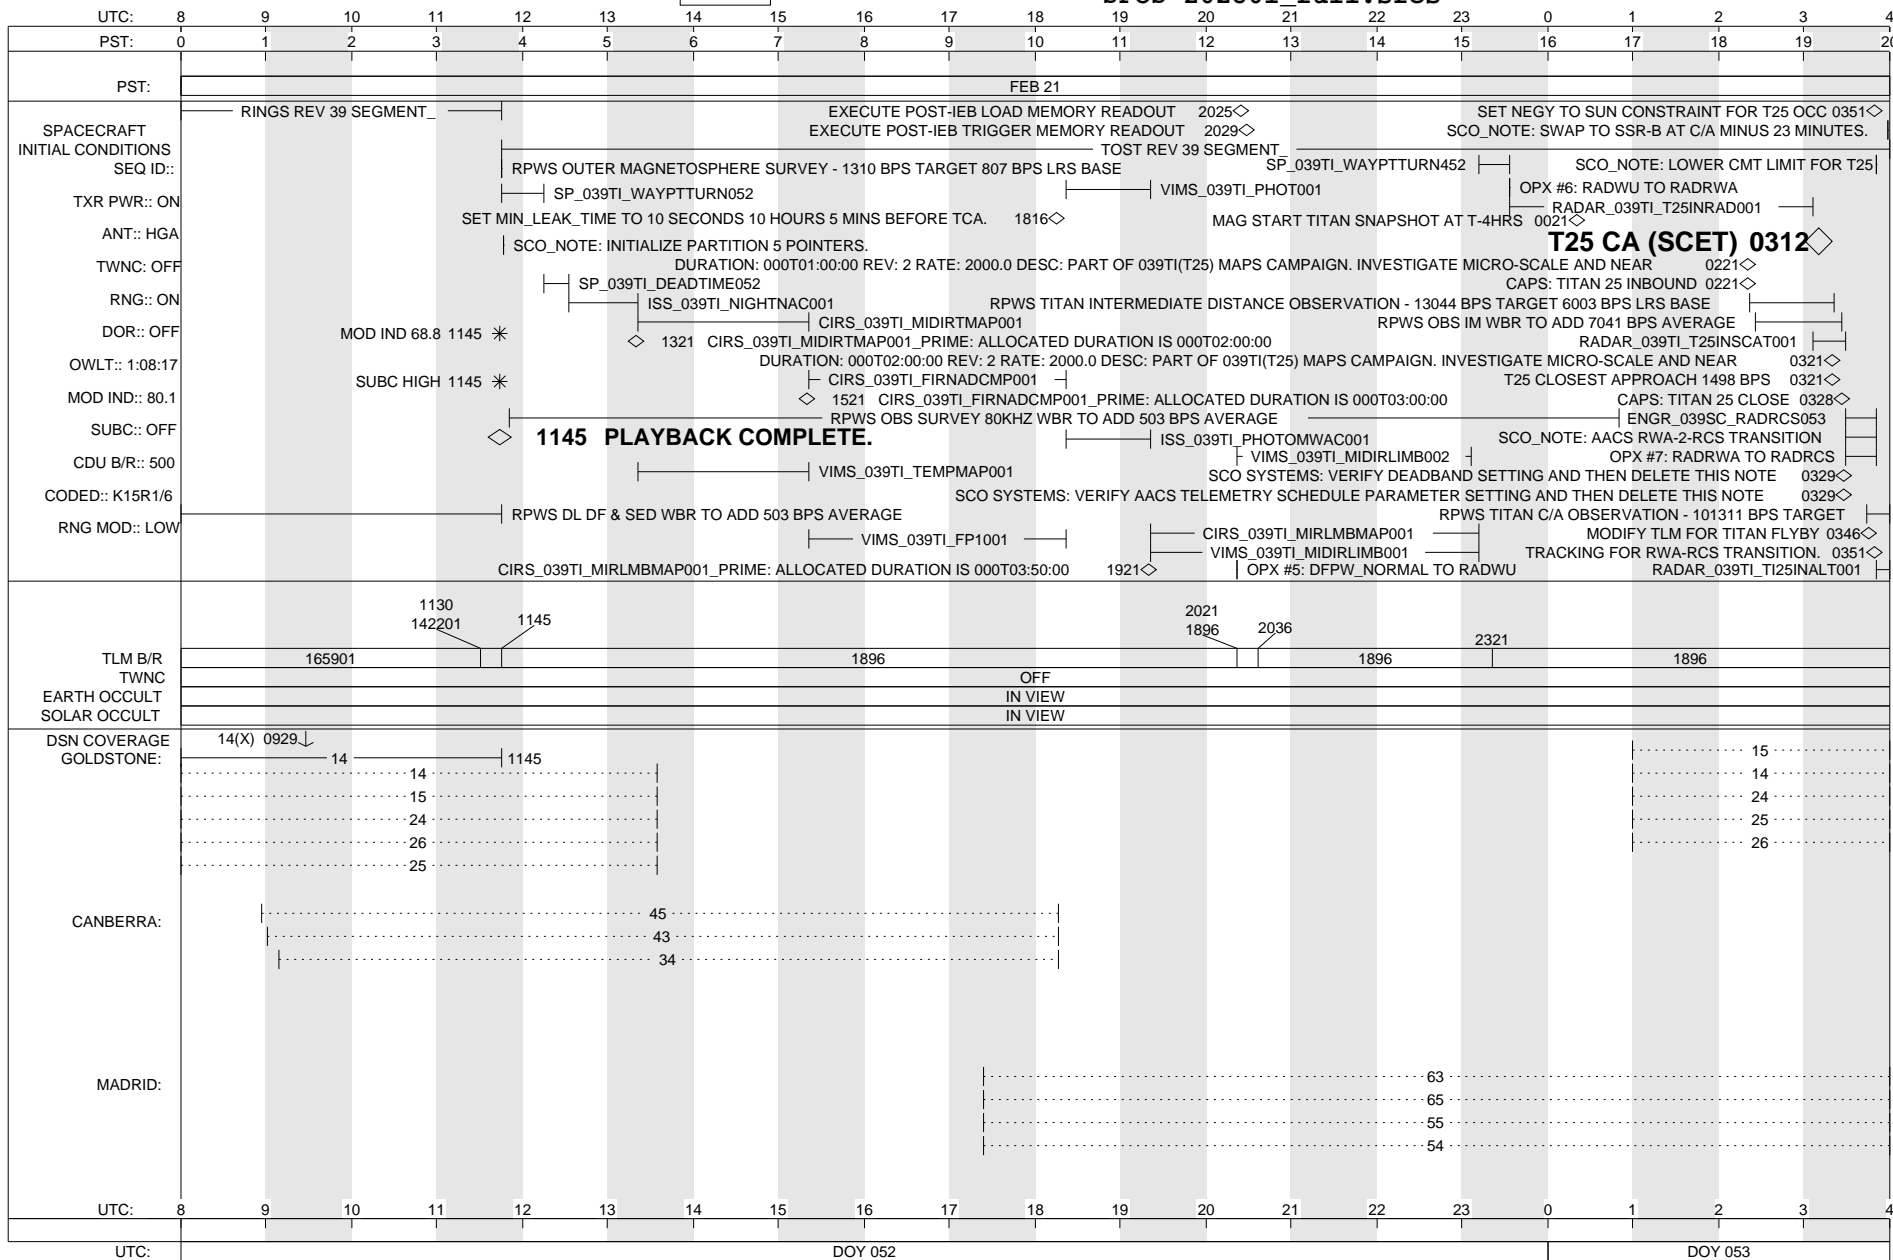 UTC: 8 9 10 11 12 13 14 15 16 17 18 19 20 21 22 23 0 1 2 3 4
PST: 0 1 2 3 4 5 6 7 8 9 10 11 12 13 14 15 16 17 18 19 20
PST: FEB 21
RINGS REV 39 SEGMENT_ EXECUTE POST-IEB LOAD MEMORY READOUT 2025 SET NEGY TO SUN CONSTRAINT FOR T25 OCC 0351
SPACECRAFT EXECUTE POST-IEB TRIGGER MEMORY READOUT 2029 SCO_NOTE: SWAP TO SSR-B AT C/A MINUS 23 MINUTES.
INITIAL CONDITIONS TOST REV 39 SEGMENT_
SEQ ID:: RPWS OUTER MAGNETOSPHERE SURVEY - 1310 BPS TARGET 807 BPS LRS BASE SP_039TI_WAYPTTURN452 SCO_NOTE: LOWER CMT LIMIT FOR T25
SP_039TI_WAYPTTURN052 VIMS_039TI_PHOT001 OPX #6: RADWU TO RADRWA
TXR PWR:: ON RADAR_039TI_T25INRAD001
SET MIN_LEAK_TIME TO 10 SECONDS 10 HOURS 5 MINS BEFORE TCA. 1816 MAG START TITAN SNAPSHOT AT T-4HRS 0021
ANT:: HGA SCO_NOTE: INITIALIZE PARTITION 5 POINTERS. T25 CA (SCET) 0312
TWNC: OFF DURATION: 000T01:00:00 REV: 2 RATE: 2000.0 DESC: PART OF 039TI(T25) MAPS CAMPAIGN. INVESTIGATE MICRO-SCALE AND NEAR 0221
SP_039TI_DEADTIME052 CAPS: TITAN 25 INBOUND 0221
RNG:: ON ISS_039TI_NIGHTNAC001 RPWS TITAN INTERMEDIATE DISTANCE OBSERVATION - 13044 BPS TARGET 6003 BPS LRS BASE
CIRS_039TI_MIDIRTMAP001 RPWS OBS IM WBR TO ADD 7041 BPS AVERAGE
DOR:: OFF MOD IND 68.8 1145 1321 CIRS_039TI_MIDIRTMAP001_PRIME: ALLOCATED DURATION IS 000T02:00:00 RADAR_039TI_T25INSCAT001
OWLT:: 1:08:17 DURATION: 000T02:00:00 REV: 2 RATE: 2000.0 DESC: PART OF 039TI(T25) MAPS CAMPAIGN. INVESTIGATE MICRO-SCALE AND NEAR 0321
SUBC HIGH 1145 CIRS_039TI_FIRNADCMP001 T25 CLOSEST APPROACH 1498 BPS 0321
MOD IND:: 80.1 1521 CIRS_039TI_FIRNADCMP001_PRIME: ALLOCATED DURATION IS 000T03:00:00 CAPS: TITAN 25 CLOSE 0328
RPWS OBS SURVEY 80KHZ WBR TO ADD 503 BPS AVERAGE ENGR_039SC_RADRCS053
SUBC:: OFF 1145 PLAYBACK COMPLETE. ISS_039TI_PHOTOMWAC001 SCO_NOTE: AACS RWA-2-RCS TRANSITION
VIMS_039TI_MIDIRLIMB002 OPX #7: RADRWA TO RADRCS
CDU B/R:: 500 VIMS_039TI_TEMPMAP001 SCO SYSTEMS: VERIFY DEADBAND SETTING AND THEN DELETE THIS NOTE 0329
CODED:: K15R1/6 SCO SYSTEMS: VERIFY AACS TELEMETRY SCHEDULE PARAMETER SETTING AND THEN DELETE THIS NOTE 0329
RPWS DL DF & SED WBR TO ADD 503 BPS AVERAGE RPWS TITAN C/A OBSERVATION - 101311 BPS TARGET
RNG MOD:: LOW VIMS_039TI_FP1001 CIRS_039TI_MIRLMBMAP001 MODIFY TLM FOR TITAN FLYBY 0346
VIMS_039TI_MIDIRLIMB001 TRACKING FOR RWA-RCS TRANSITION. 0351
CIRS_039TI_MIRLMBMAP001_PRIME: ALLOCATED DURATION IS 000T03:50:00 1921 OPX #5: DFPW_NORMAL TO RADWU RADAR_039TI_TI25INALT001
1130 2021
142201 1145 1896 2036 2321
TLM B/R 165901 1896 1896 1896
TWNC OFF
EARTH OCCULT IN VIEW
SOLAR OCCULT IN VIEW
DSN COVERAGE 14(X) 0929
GOLDSTONE: 14 1145 15
14 14
15 24
24 25
26 26
25
CANBERRA: 45
43
34
MADRID: 63
65
55
54
UTC: 8 9 10 11 12 13 14 15 16 17 18 19 20 21 22 23 0 1 2 3 4
UTC: DOY 052 DOY 053